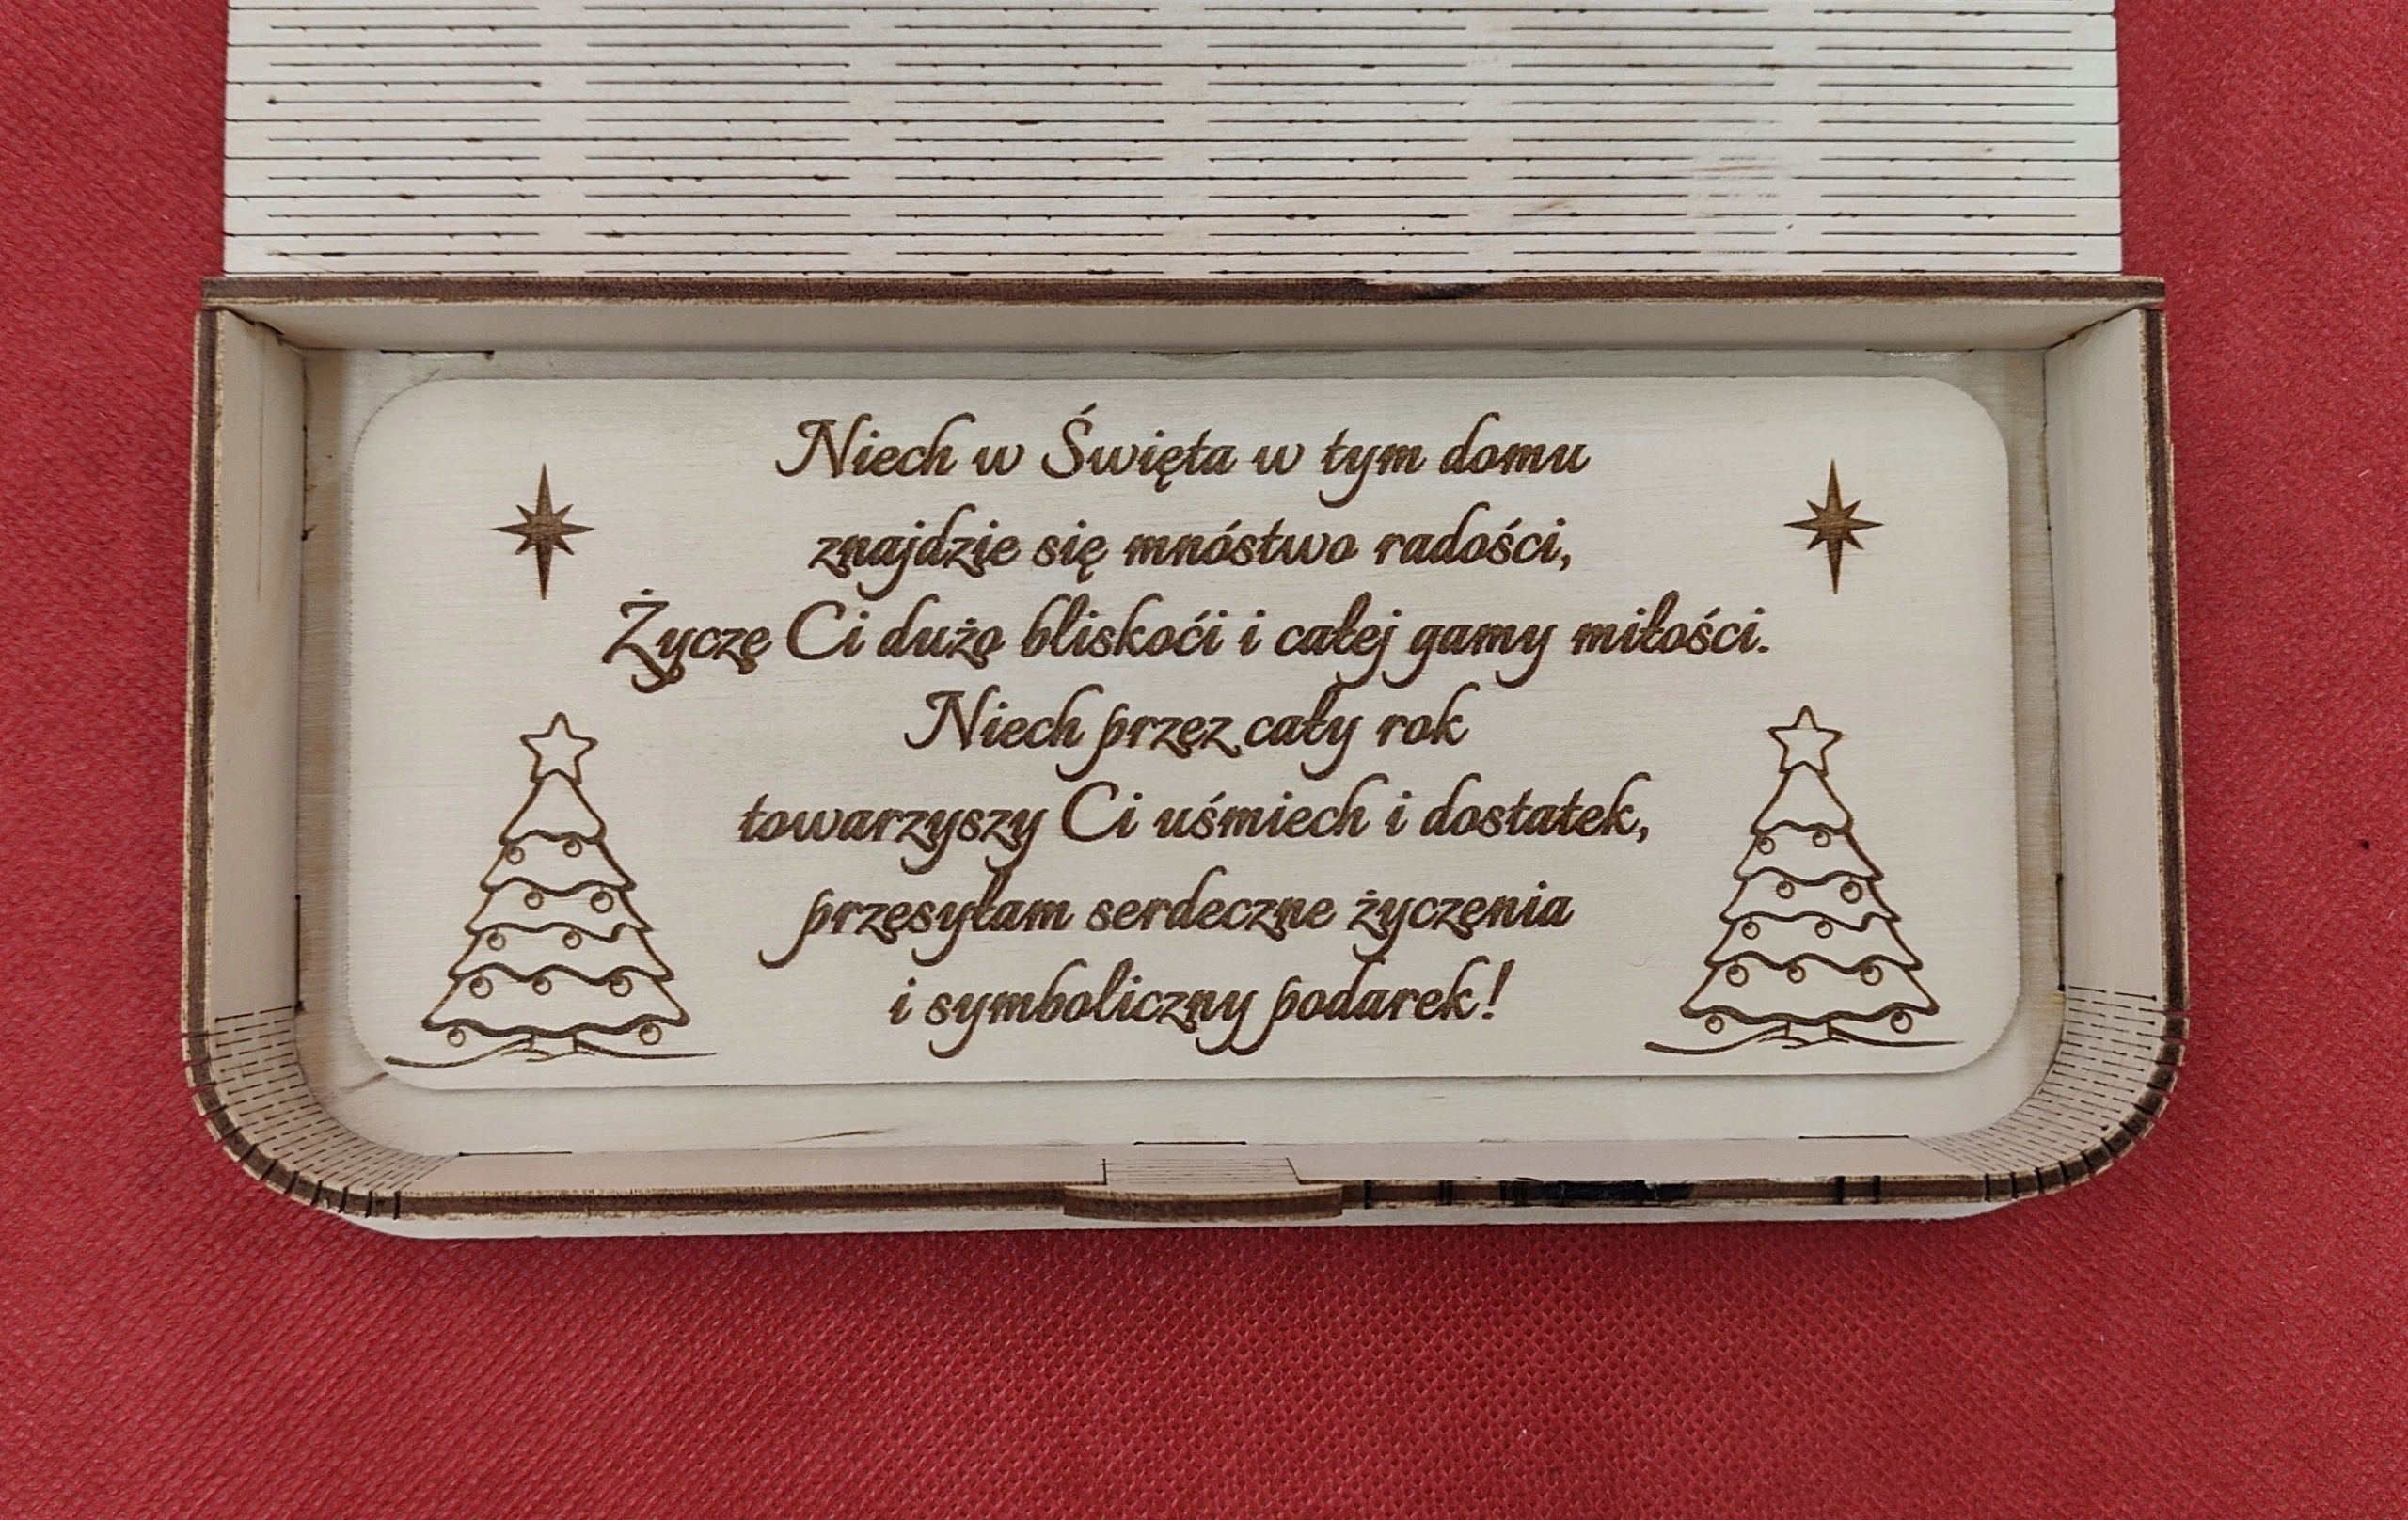 Niech w Święta w tym domu
znajdzie się mnóstwo radości,
Życzę Ci dużo bliskoći i całej gamy miłości.
Niech przez cały rok
towarzyszy Ci uśmiech i dostatek,
przesyłam serdeczne życzenia
i symboliczny podarek!